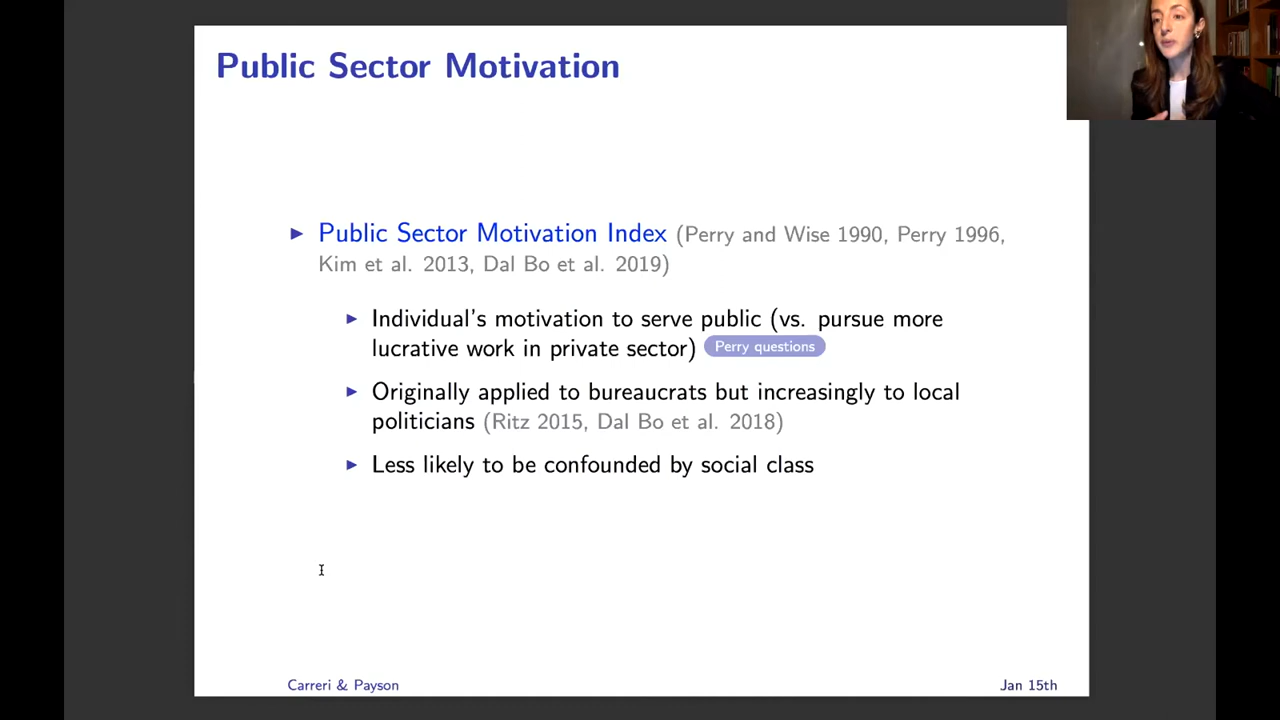 Public Sector Motivation
Public Sector Motivation Index (Perry and Wise 1990, Perry 1996,
Kim et al. 2013, Dal Bo et al. 2019)
Individual's motivation to serve public (vs. pursue more
lucrative work in private sector) Perry questions
Originally applied to bureaucrats but increasingly to local
politicians (Ritz 2015, Dal Bo et al. 2018)
Less likely to be confounded by social class
Carreri & Payson
Jan 15th